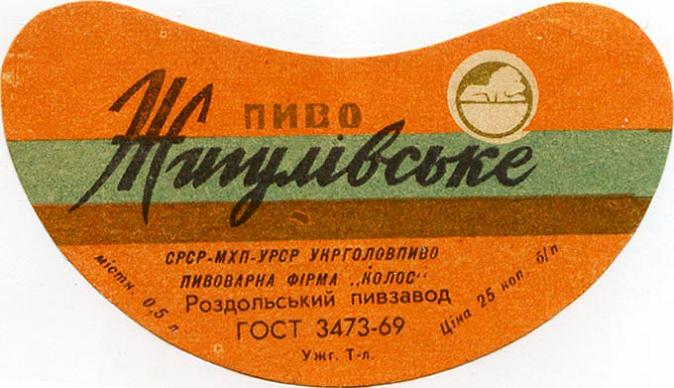 ПИВО
Жигулівське
СРСР-МХП-УРСР УКРГОЛОВПИВО
ПИВОВАРНА ФІРМА „КОЛОС“
Роздольський пивзавод
ГОСТ 3473-69
Ужг. Т-л.
містк. 0,5 л
Ціна 25 коп б/п